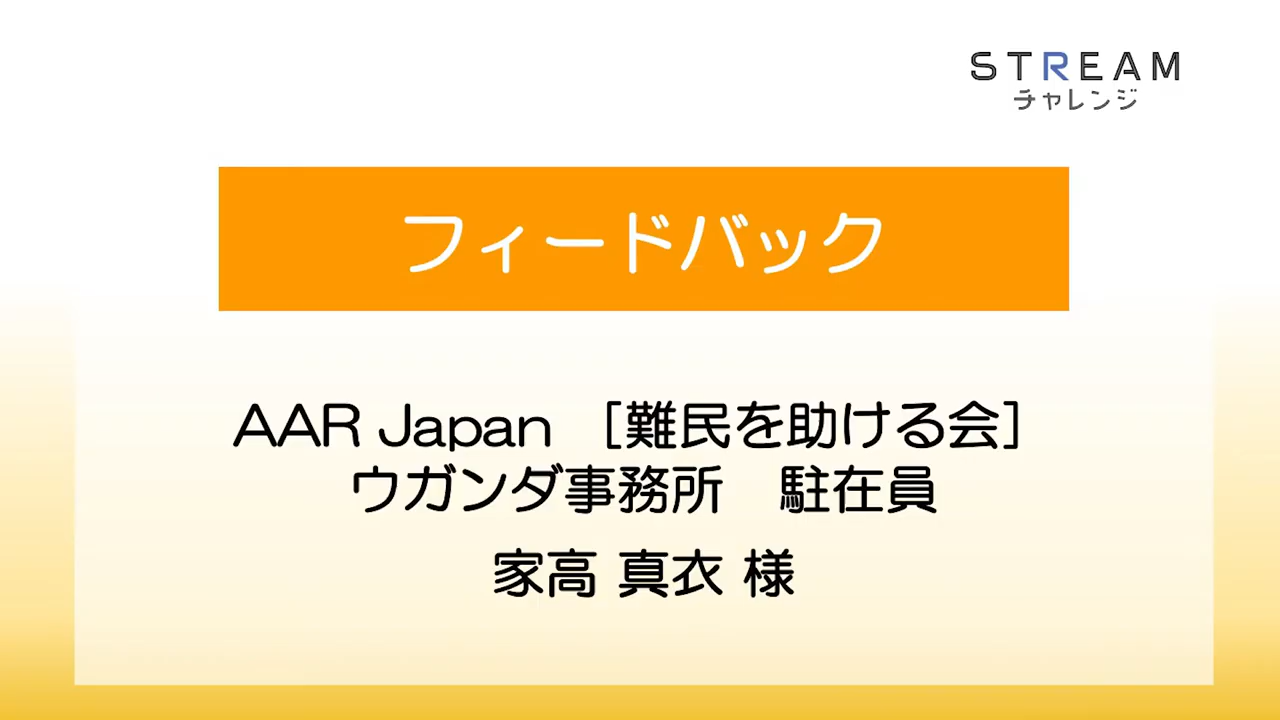 STREAM
チャレンジ
フィードバック
AAR Japan ［難民を助ける会］
ウガンダ事務所　駐在員
家高 真衣 様